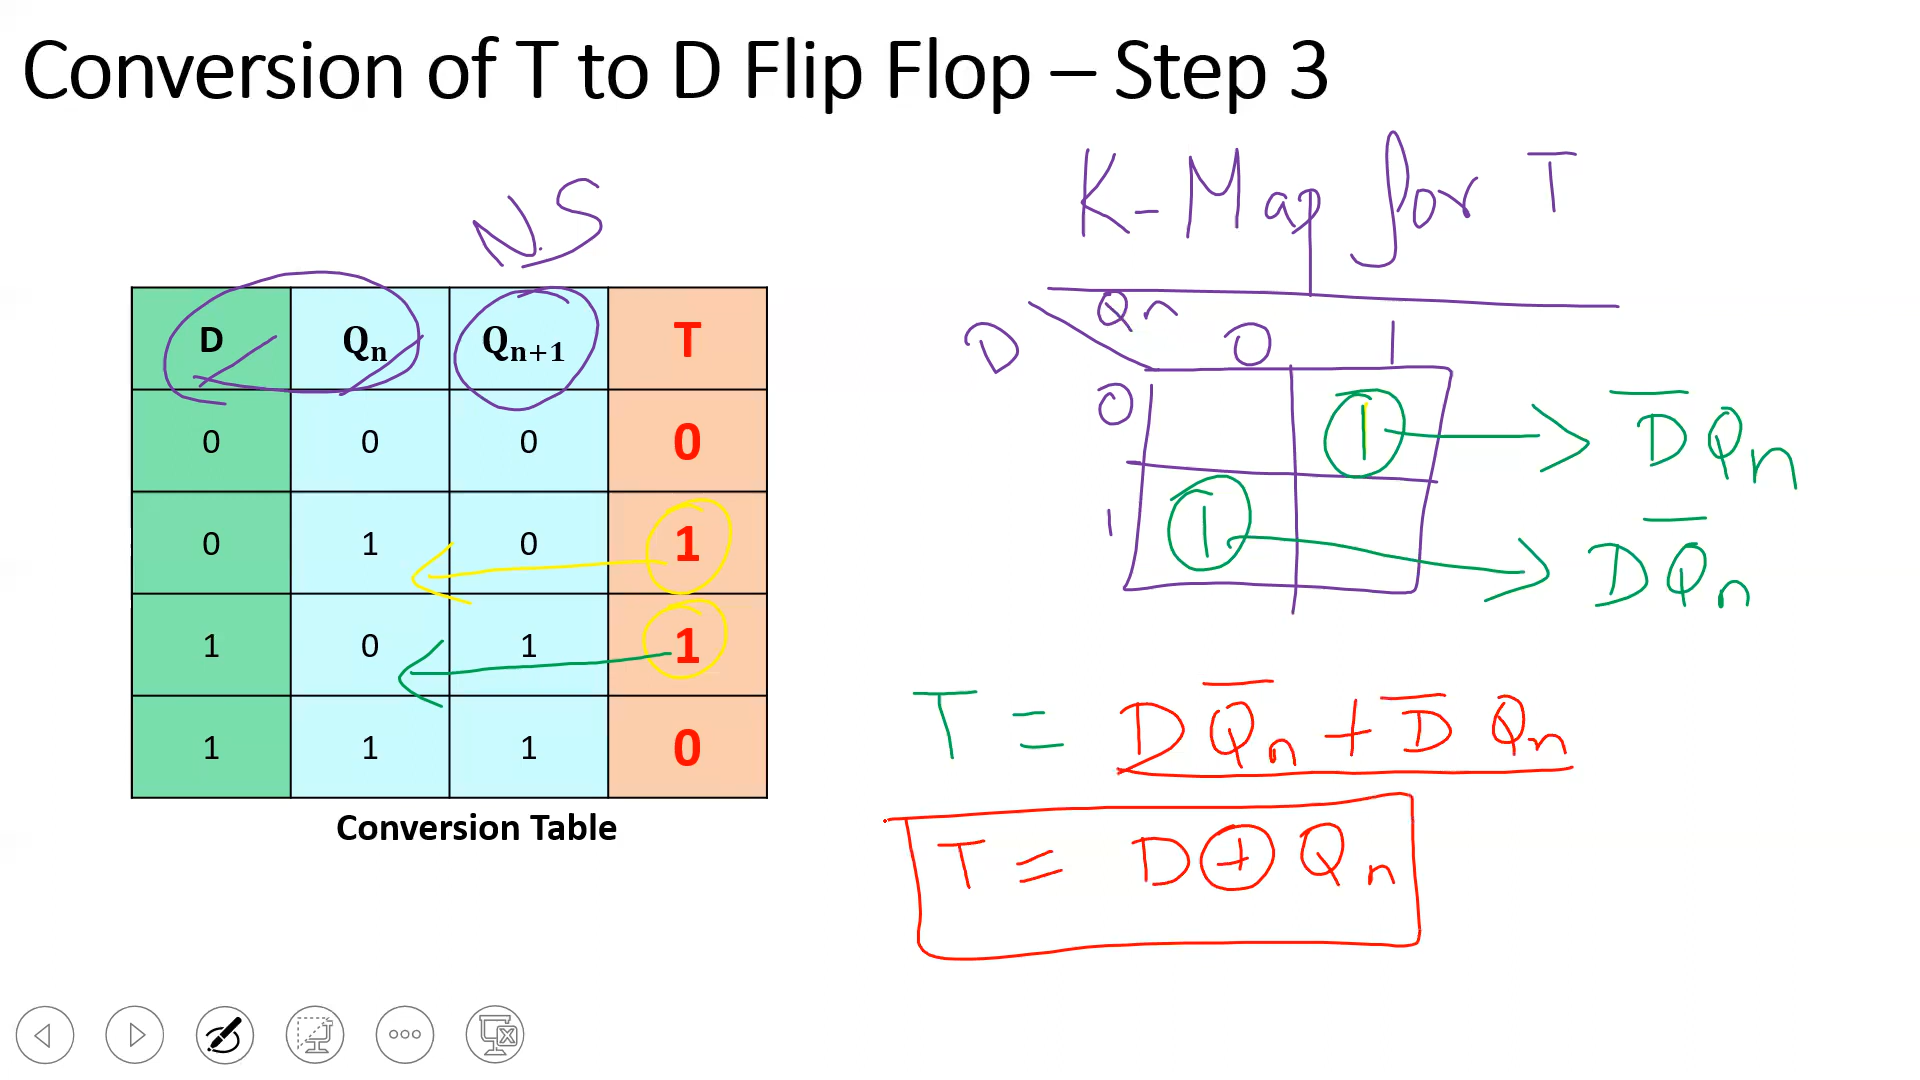 Conversion of T to D Flip Flop – Step 3
N.S
D Qₙ Qₙ₊₁ T
0 0 0 0
0 1 0 1
1 0 1 1
1 1 1 0
Conversion Table
K-Map for T
D Qn 0 1
0 1 D̅Qn
1 1 DQ̅n
T = DQ̅n + D̅Qn
T = D⊕Qn